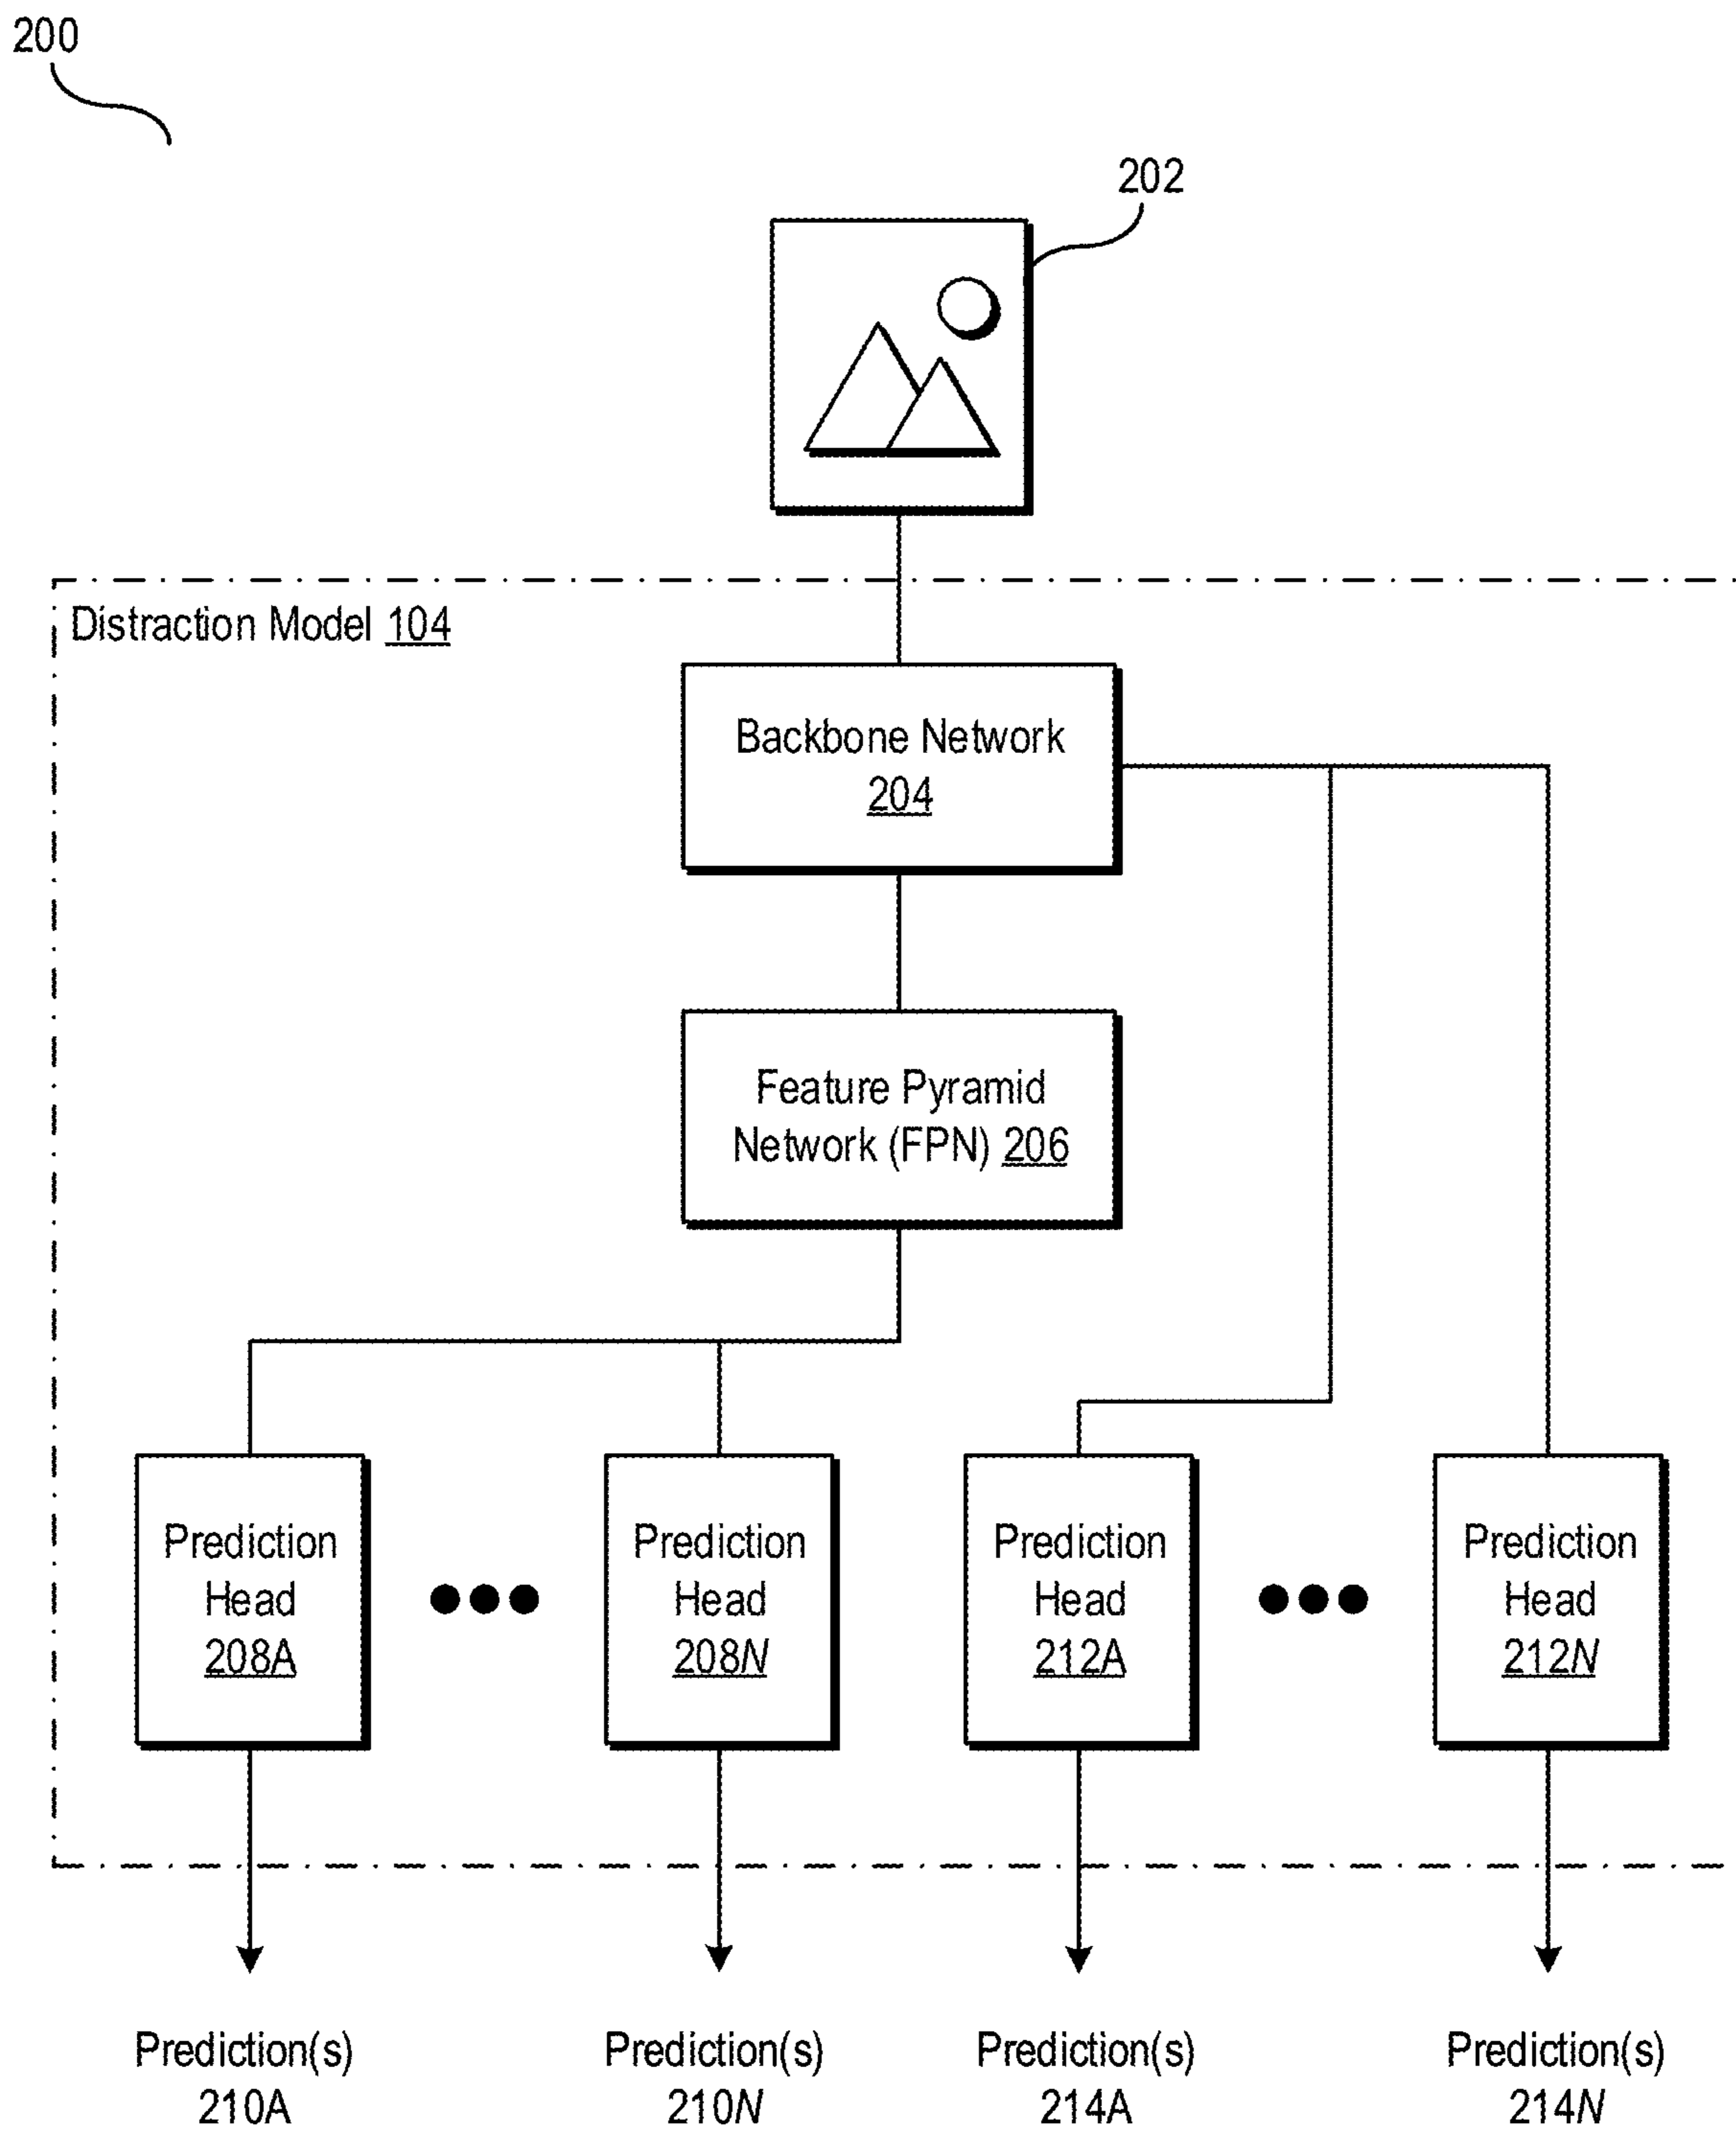 200
202
Distraction Model 104
Backbone Network
204
Feature Pyramid
Network (FPN) 206
Prediction
Head
208A
Prediction
Head
208N
Prediction
Head
212A
Prediction
Head
212N
Prediction(s)
210A
Prediction(s)
210N
Prediction(s)
214A
Prediction(s)
214N